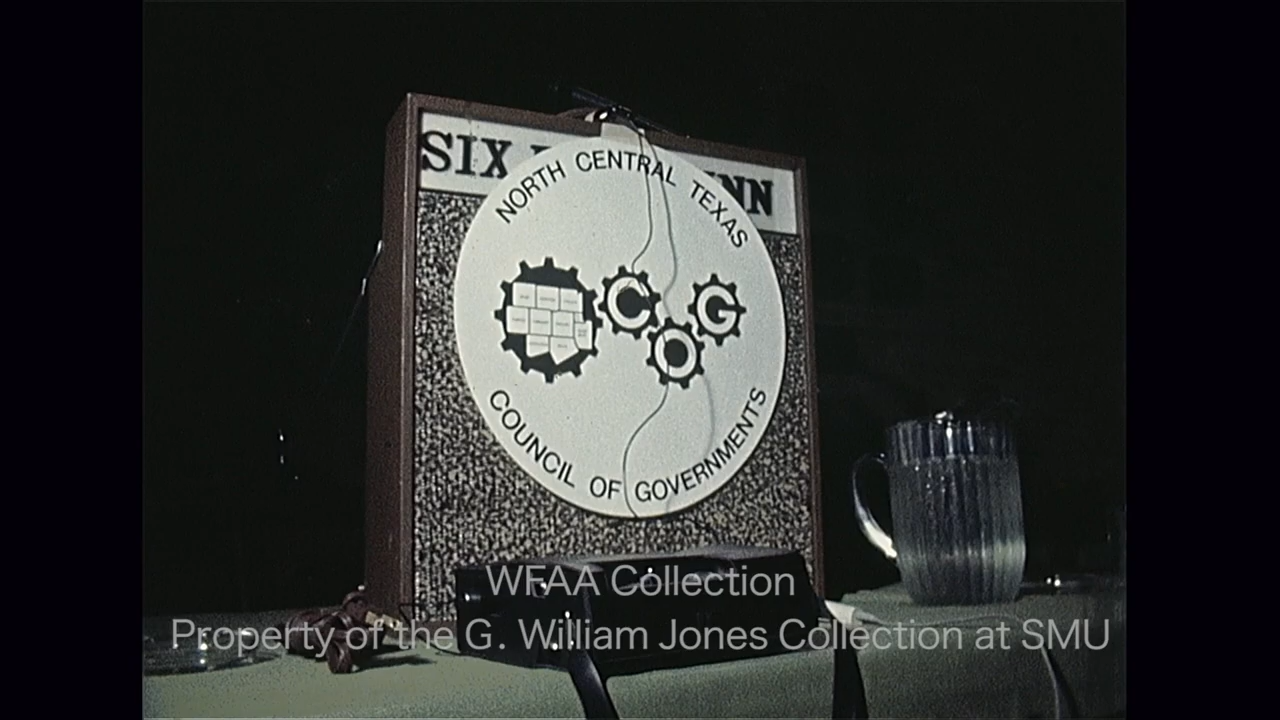 SIX
INN
NORTH CENTRAL TEXAS
C
O
G
COUNCIL OF GOVERNMENTS
WFAA Collection
Property of the G. William Jones Collection at SMU